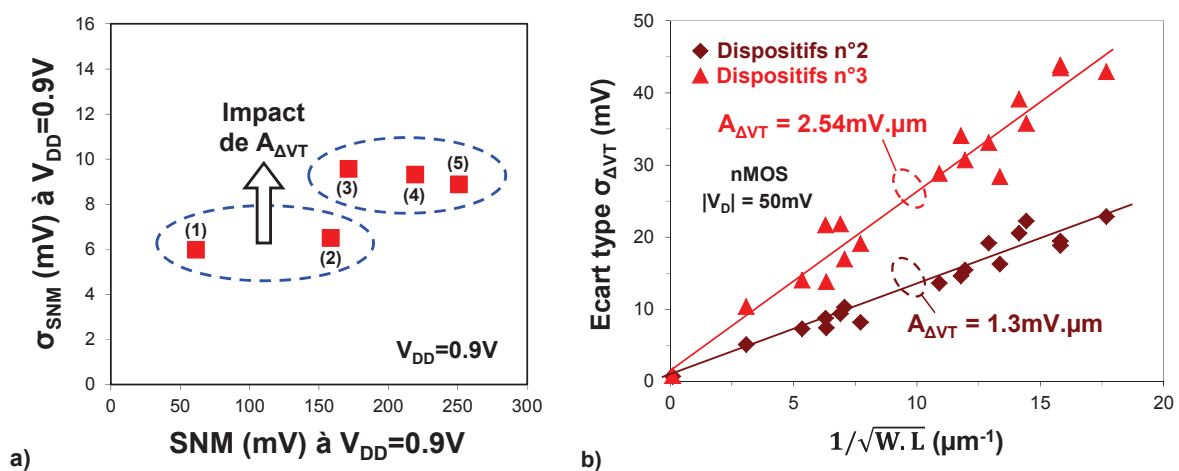 16
14
12
10
8
6
4
2
0
0 50 100 150 200 250 300
σSNM (mV) à VDD=0.9V
SNM (mV) à VDD=0.9V
Impact
de AΔVT
(1)
(2)
(3)
(4)
(5)
VDD=0.9V
a)
50
40
30
20
10
0
0 5 10 15 20
Ecart type σΔVT (mV)
1/√W.L (µm-1)
Dispositifs n°2
Dispositifs n°3
AΔVT = 2.54mV.µm
nMOS
|VD| = 50mV
AΔVT = 1.3mV.µm
b)